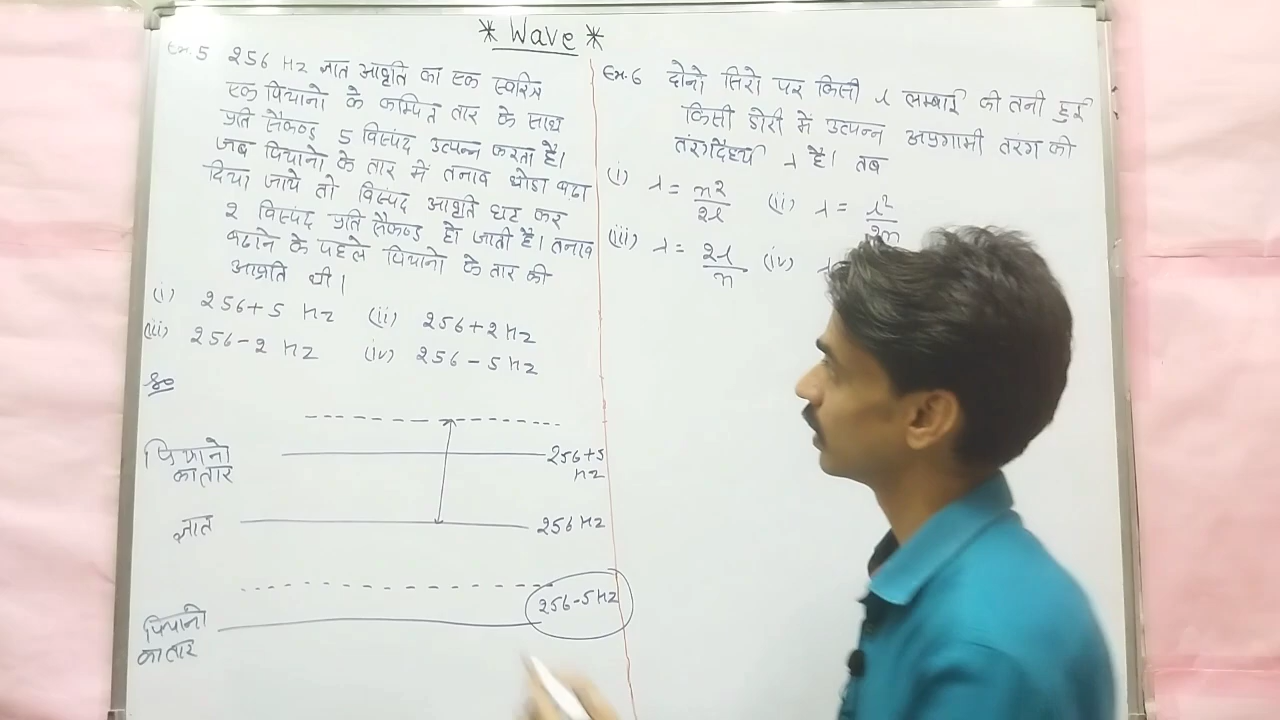 * Wave *
Ex. 5 256 Hz ज्ञात आवृति का एक स्वरित्र
एक पियानो के कम्पित तार के साथ
प्रति सैकण्ड 5 विस्पंद उत्पन्न करता है।
जब पियानो के तार में तनाव थोडा बढा
दिया जाये तो विस्पंद आवृति घट कर
2 विस्पंद प्रति सैकण्ड हो जाती है। तनाव
बढाने के पहले पियानो के तार की
आवृति थी।
(i) 256+5 Hz (ii) 256+2 Hz
(iii) 256-2 Hz (iv) 256-5 Hz
पियानो
का तार
256+5
Hz
ज्ञात
256 Hz
256-5 Hz
पियानो
का तार
Ex. 6 दोनो सिरो पर किसी l लम्बाई की तनी हुई
किसी डोरी में उत्पन्न अप्रगामी तरंग की
तंरगदैर्ध्य λ है। तब
(i) λ = n²/2l (ii) λ = l²/2n
(iii) λ = 2l/n (iv) λ